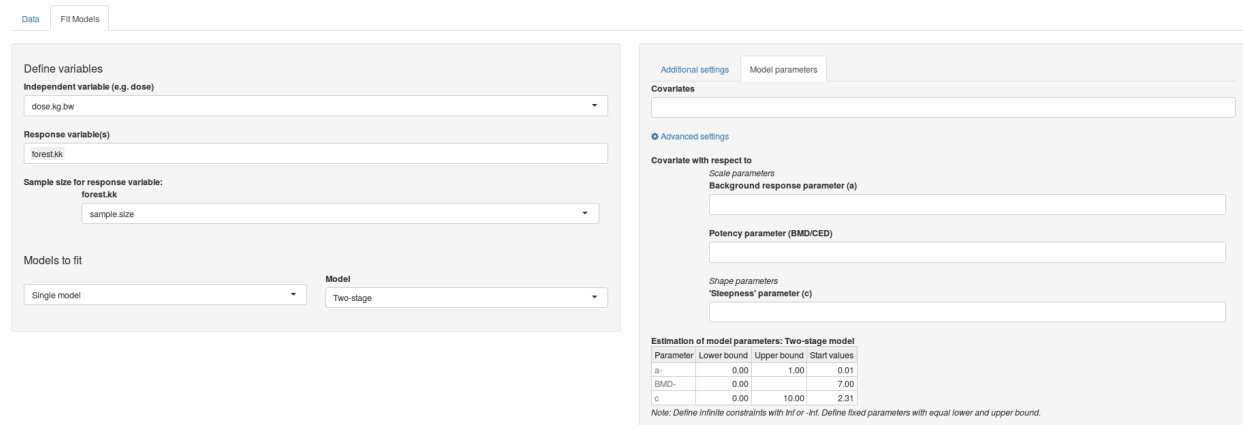 Data
Fit Models
Define variables
Independent variable (e.g. dose)
dose.kg.bw
Response variable(s)
forest.kk
Sample size for response variable:
forest.kk
sample.size
Models to fit
Single model
Model
Two-stage
Additional settings
Model parameters
Covariates
Advanced settings
Covariate with respect to
Scale parameters
Background response parameter (a)
Potency parameter (BMD/CED)
Shape parameters
'Steepness' parameter (c)
Estimation of model parameters: Two-stage model
Parameter Lower bound Upper bound Start values
a- 0.00 1.00 0.01
BMD- 0.00 7.00
c 0.00 10.00 2.31
Note: Define infinite constraints with Inf or -Inf. Define fixed parameters with equal lower and upper bound.